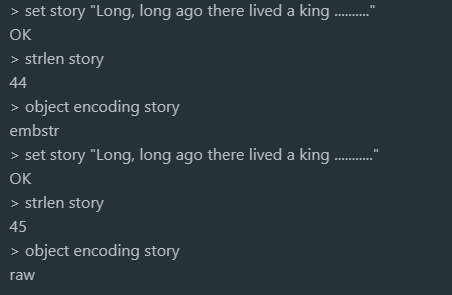 > set story "Long, long ago there lived a king .........."
OK
> strlen story
44
> object encoding story
embstr
> set story "Long, long ago there lived a king ..........."
OK
> strlen story
45
> object encoding story
raw